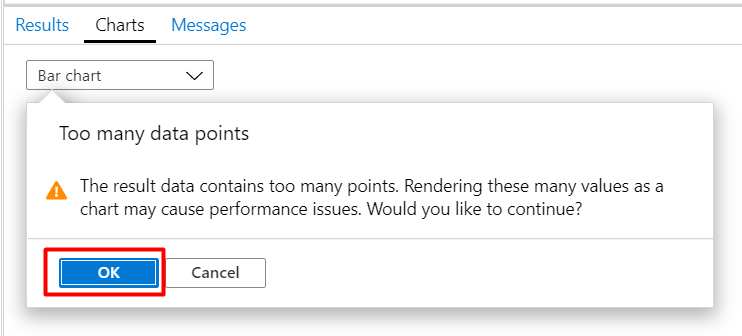 Results Charts Messages
Bar chart
Too many data points
The result data contains too many points. Rendering these many values as a
chart may cause performance issues. Would you like to continue?
OK Cancel